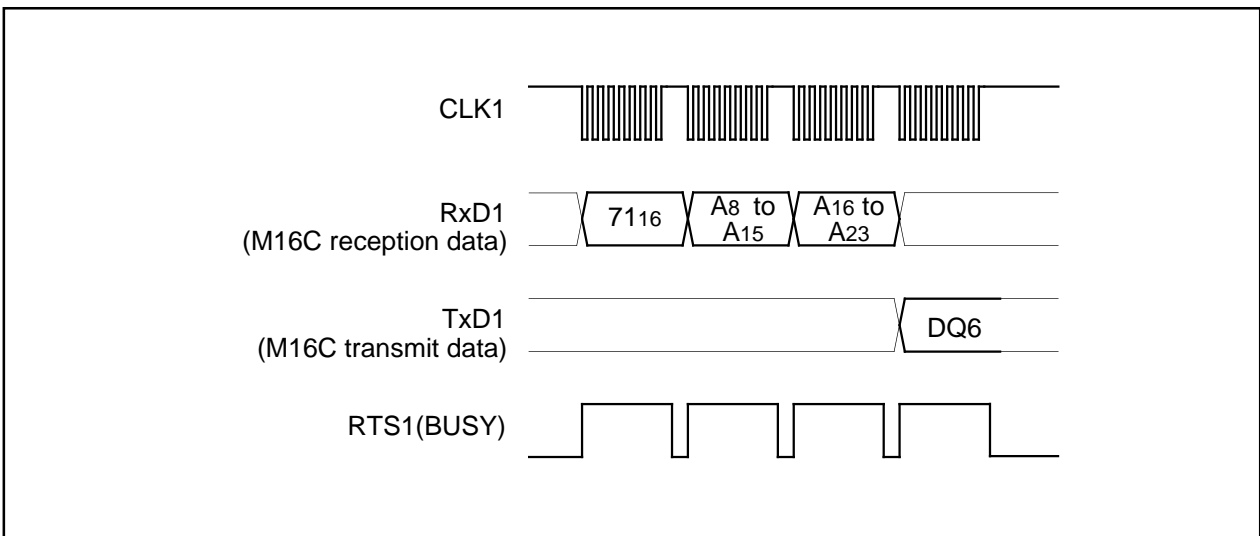 CLK1
RxD1
(M16C reception data)
7116
A8 to
A15
A16 to
A23
TxD1
(M16C transmit data)
DQ6
RTS1(BUSY)